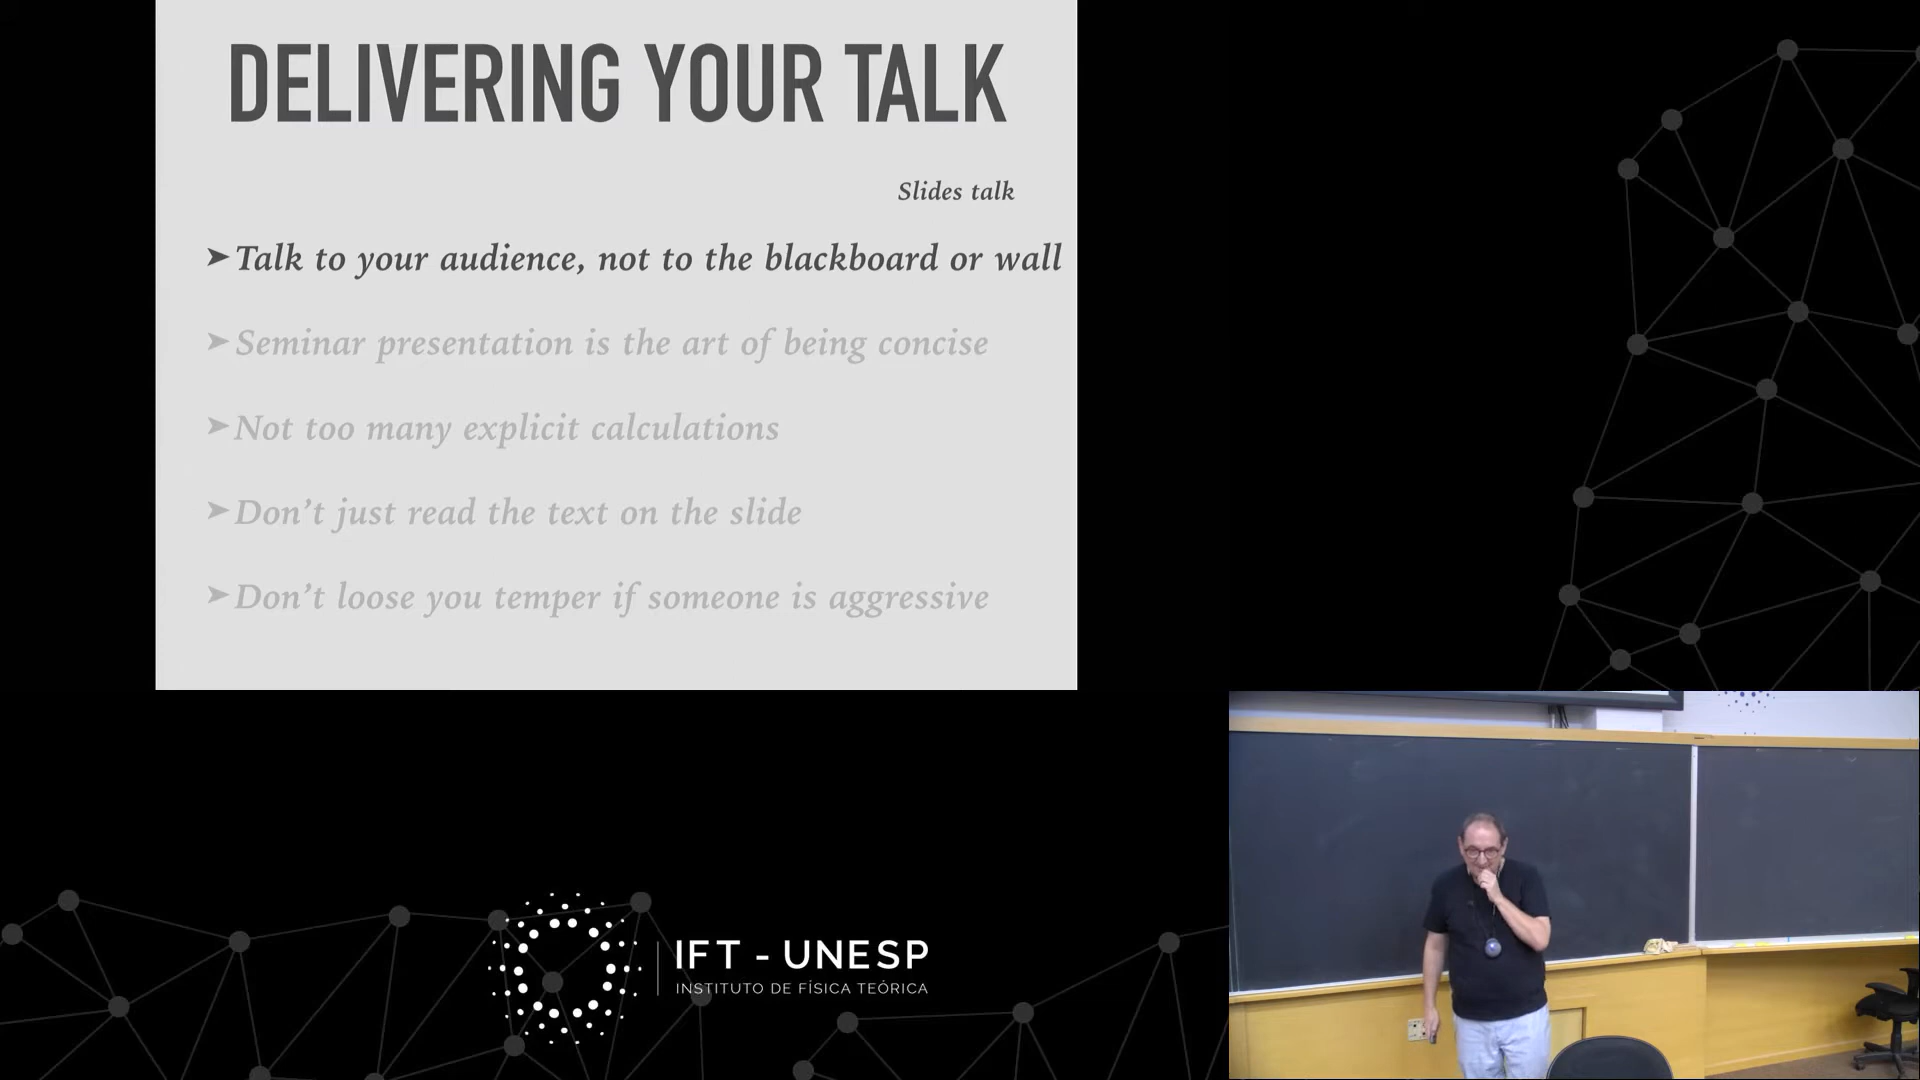 DELIVERING YOUR TALK
Slides talk
➤Talk to your audience, not to the blackboard or wall
➤Seminar presentation is the art of being concise
➤Not too many explicit calculations
➤Don’t just read the text on the slide
➤Don’t loose you temper if someone is aggressive
IFT - UNESP
INSTITUTO DE FÍSICA TEÓRICA